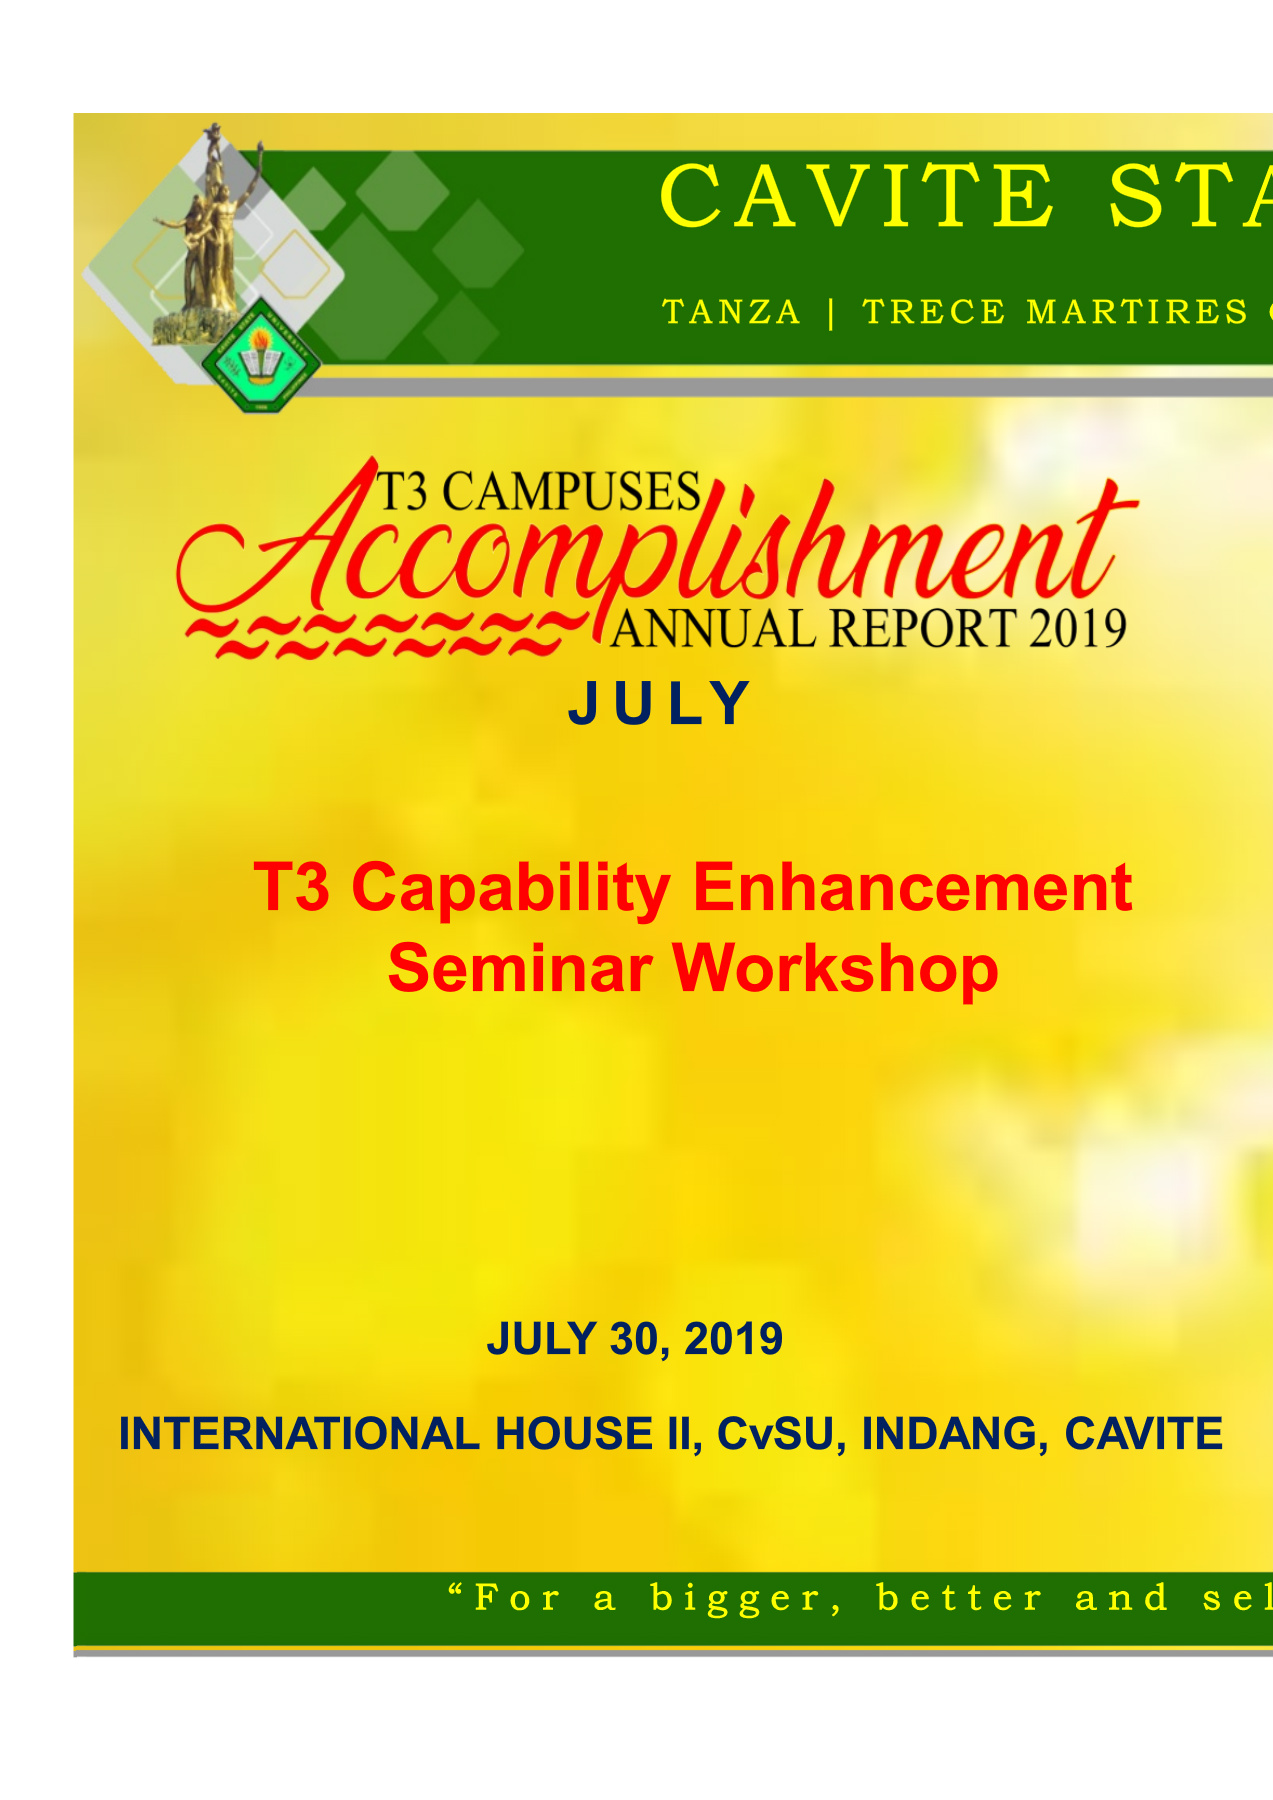 CAVITE STA
TANZA | TRECE MARTIRES
T3 CAMPUSES
Accomplishment
ANNUAL REPORT 2019
JULY
T3 Capability Enhancement
Seminar Workshop
JULY 30, 2019
INTERNATIONAL HOUSE II, CvSU, INDANG, CAVITE
“For a bigger, better and sel